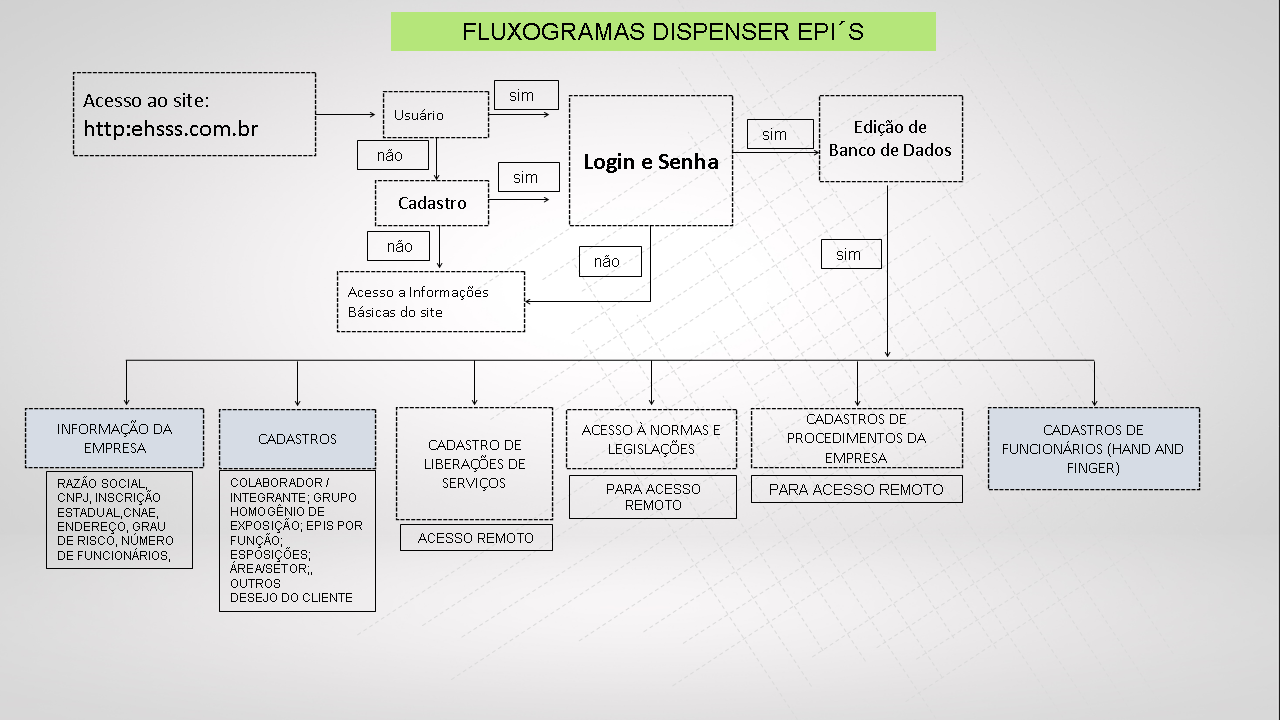 FLUXOGRAMAS DISPENSER EPI´S
Acesso ao site:
http:ehsss.com.br
Usuário
sim
não
Cadastro
sim
não
Acesso a Informações
Básicas do site
Login e Senha
não
sim
Edição de
Banco de Dados
sim
INFORMAÇÃO DA
EMPRESA
RAZÃO SOCIAL,
CNPJ, INSCRIÇÃO
ESTADUAL,CNAE,
ENDEREÇO, GRAU
DE RISCO, NÚMERO
DE FUNCIONÁRIOS,
CADASTROS
COLABORADOR /
INTEGRANTE; GRUPO
HOMOGÊNIO DE
EXPOSIÇÃO; EPIS POR
FUNÇÃO;
ESPOSIÇÕES;
ÁREA/SETOR;,
OUTROS
DESEJO DO CLIENTE
CADASTRO DE
LIBERAÇÕES DE
SERVIÇOS
ACESSO REMOTO
ACESSO À NORMAS E
LEGISLAÇÕES
PARA ACESSO
REMOTO
CADASTROS DE
PROCEDIMENTOS DA
EMPRESA
PARA ACESSO REMOTO
CADASTROS DE
FUNCIONÁRIOS (HAND AND
FINGER)